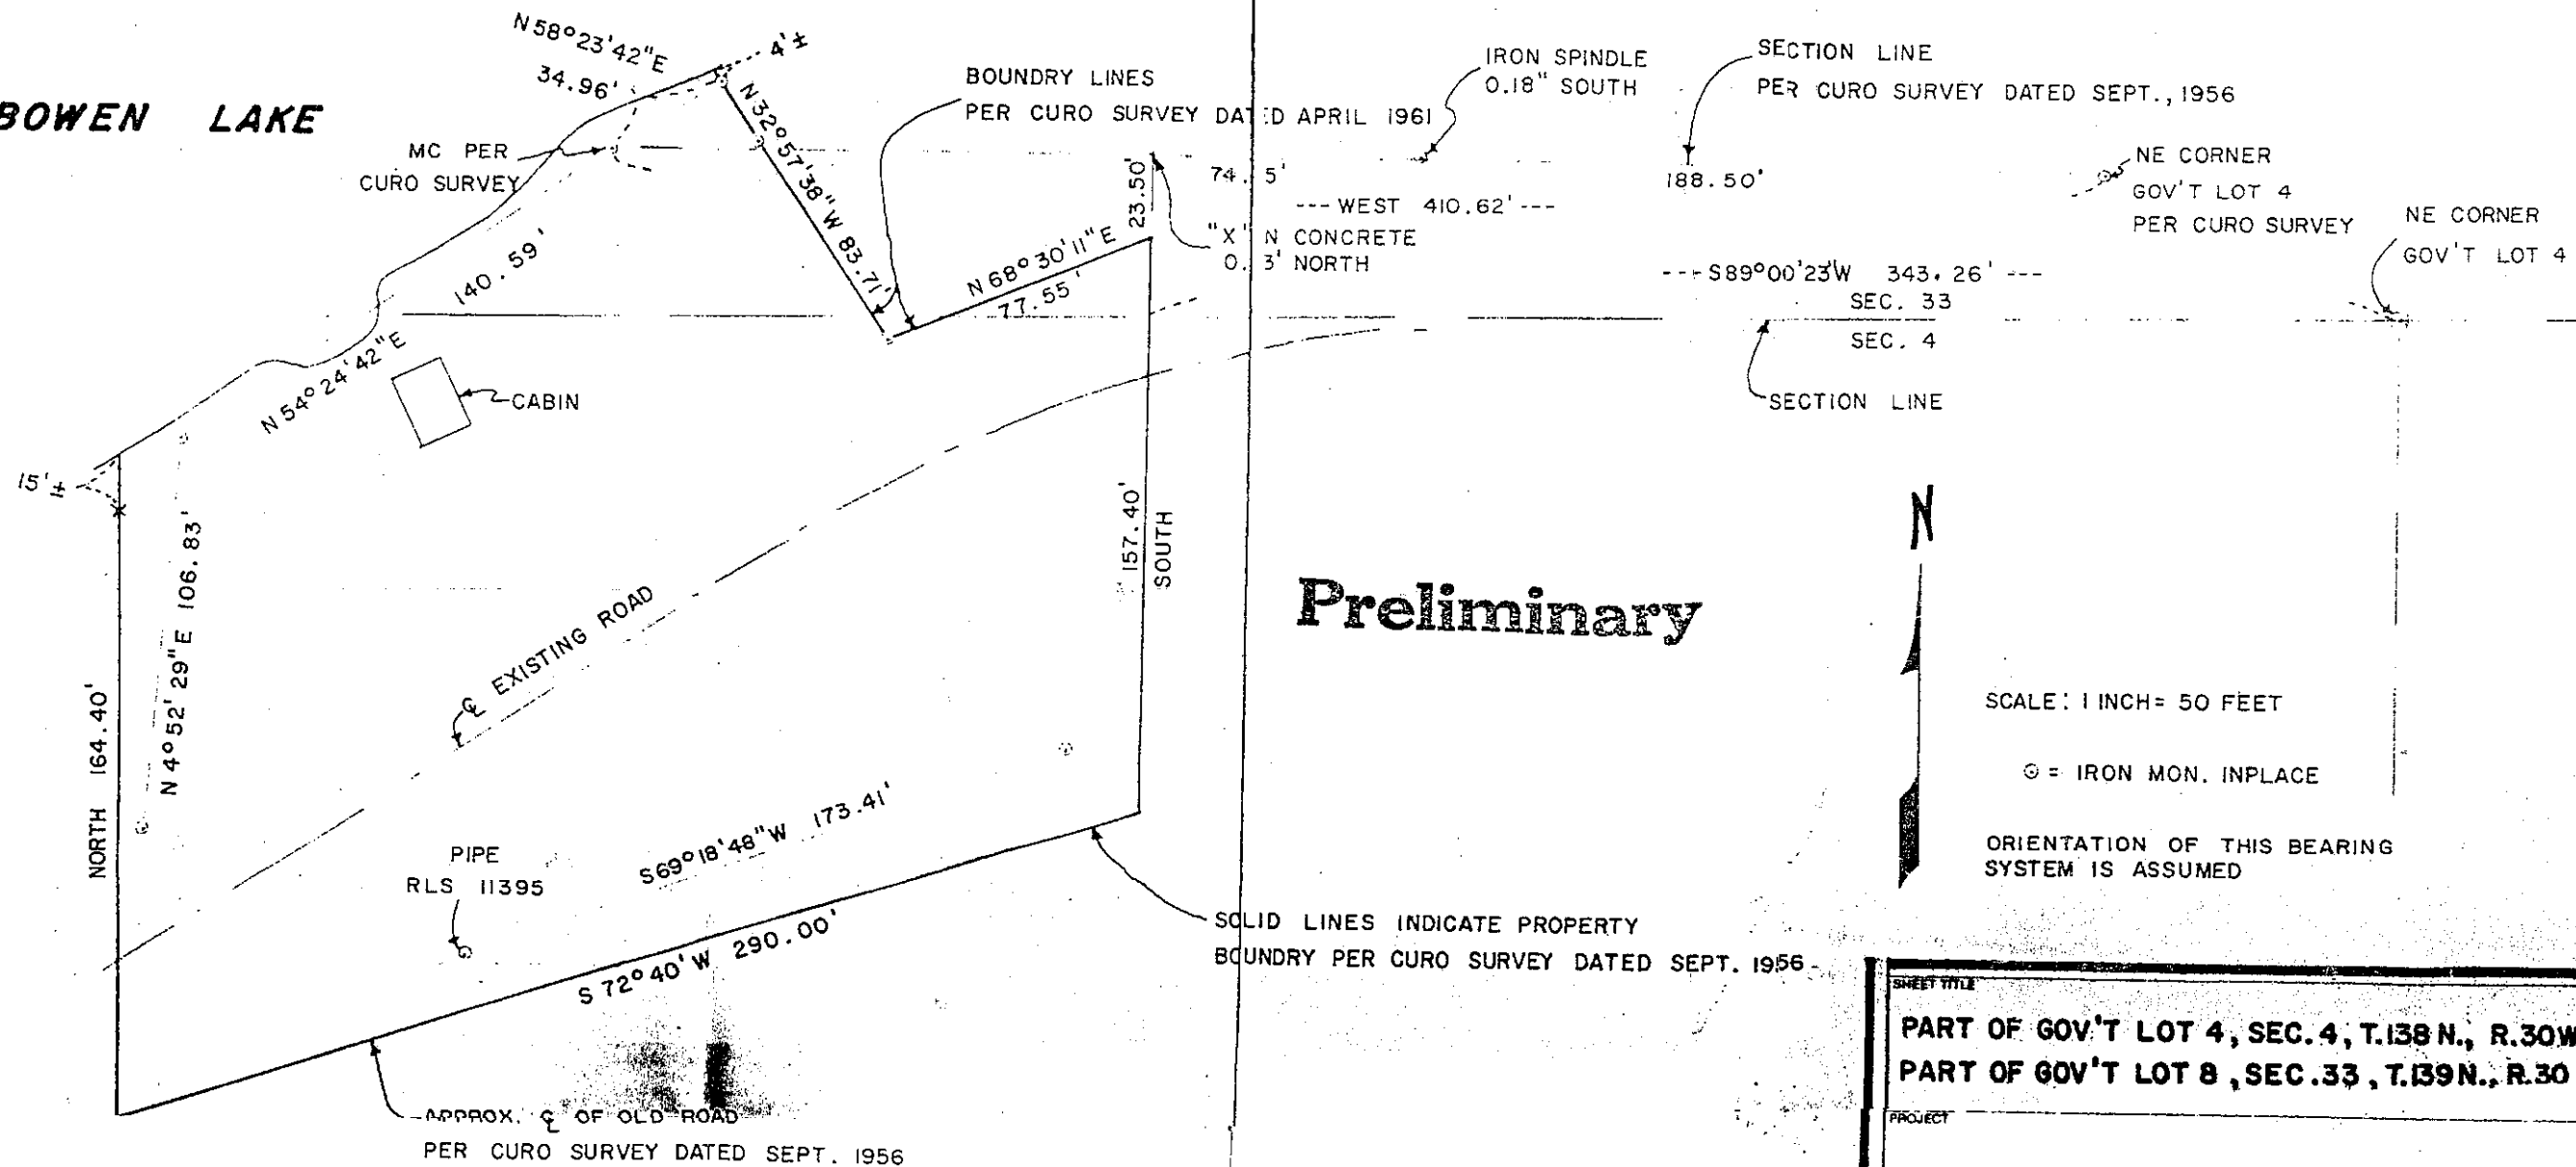 BOWEN LAKE
N58°23'42"E
34.96'
4'±
N32°57'38"W 83.71'
BOUNDRY LINES
PER CURO SURVEY DATED APRIL 1961
IRON SPINDLE
0.18" SOUTH
SECTION LINE
PER CURO SURVEY DATED SEPT., 1956
MC PER
CURO SURVEY
140.59'
N 54°24'42"E
N 68°30'11"E
77.55'
23.50'
188.50'
--- WEST 410.62' ---
CONCRETE
NORTH
NE CORNER
GOV'T LOT 4
PER CURO SURVEY
NE CORNER
GOV'T LOT 4
S89°00'23"W 343.26' ---
SEC. 33
SEC. 4
SECTION LINE
CABIN
15'±
N 4°52'29"E 106.83'
NORTH 164.40'
157.40'
SOUTH
℄ EXISTING ROAD
Preliminary
N
SCALE: 1 INCH = 50 FEET
⊙ = IRON MON. INPLACE
ORIENTATION OF THIS BEARING
SYSTEM IS ASSUMED
PIPE
RLS 11395
S69°18'48"W 173.41'
S 72°40'W 290.00'
SOLID LINES INDICATE PROPERTY
BOUNDRY PER CURO SURVEY DATED SEPT. 1956
APPROX. ℄ OF OLD ROAD
PER CURO SURVEY DATED SEPT. 1956
SHEET TITLE
PART OF GOV'T LOT 4, SEC. 4, T.138 N., R.30W
PART OF GOV'T LOT 8, SEC.33, T.139N., R.30
PROJECT